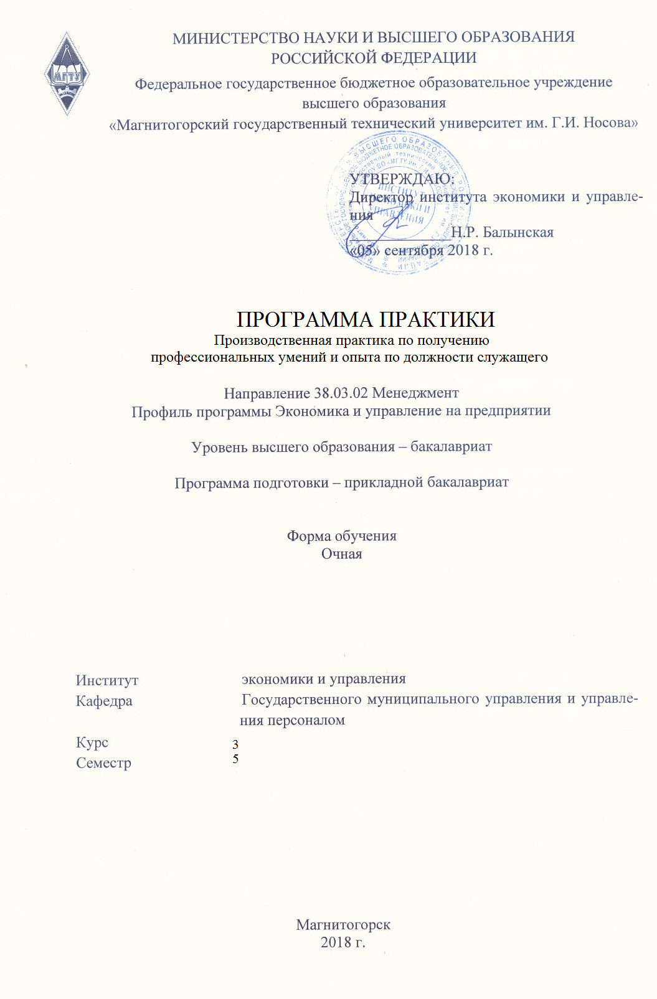 МИНИСТЕРСТВО НАУКИ И ВЫСШЕГО ОБРАЗОВАНИЯ
РОССИЙСКОЙ ФЕДЕРАЦИИ
Федеральное государственное бюджетное образовательное учреждение
высшего образования
«Магнитогорский государственный технический университет им. Г.И. Носова»
МГТУ
УТВЕРЖДАЮ:
Директор института экономики и управле-
ния
Н.Р. Балынская
«05» сентября 2018 г.
ИНСТИТУТ
ЭКОНОМИКИ И
УПРАВЛЕНИЯ
ПРОГРАММА ПРАКТИКИ
Производственная практика по получению
профессиональных умений и опыта по должности служащего
Направление 38.03.02 Менеджмент
Профиль программы Экономика и управление на предприятии
Уровень высшего образования – бакалавриат
Программа подготовки – прикладной бакалавриат
Форма обучения
Очная
Институт экономики и управления
Кафедра Государственного муниципального управления и управле-
ния персоналом
Курс 3
Семестр 5
Магнитогорск
2018 г.